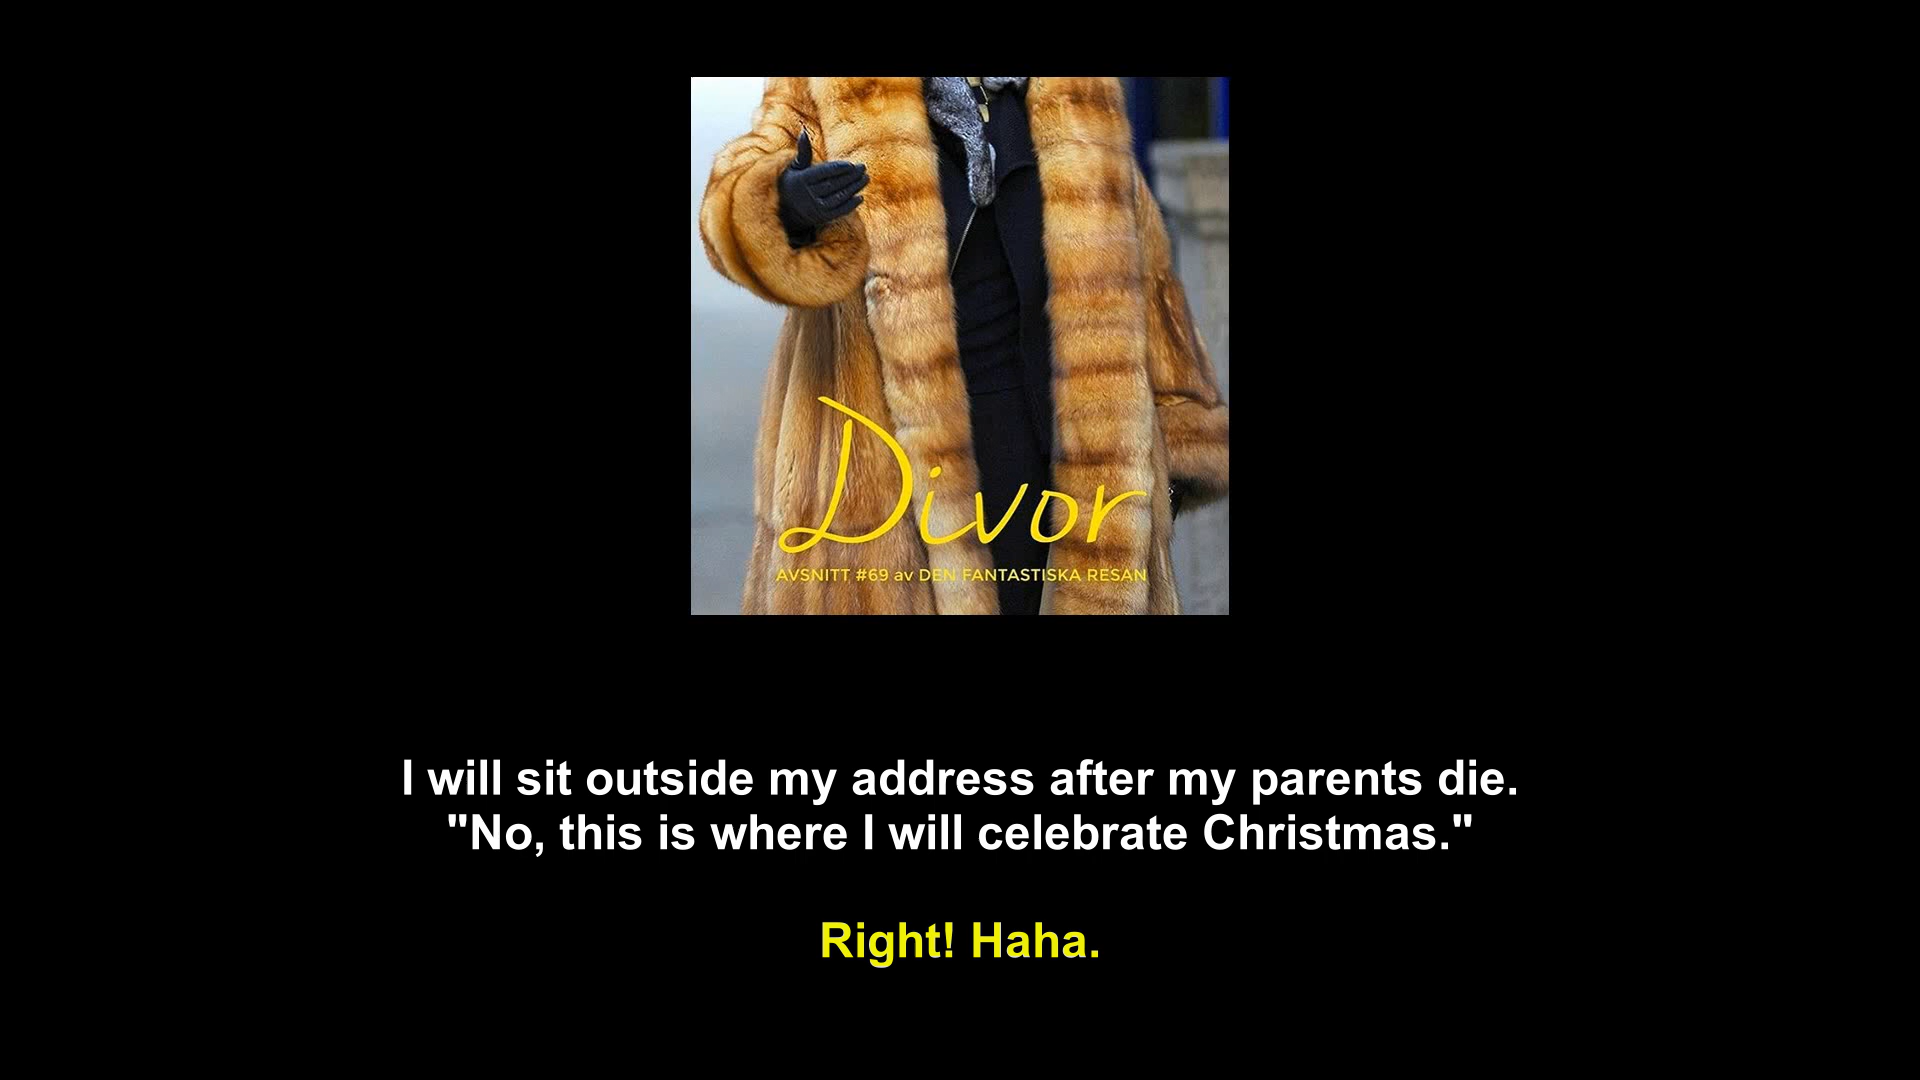 Divor
AVSNITT #69 av DEN FANTASTISKA RESAN
I will sit outside my address after my parents die.
"No, this is where I will celebrate Christmas."
Right! Haha.